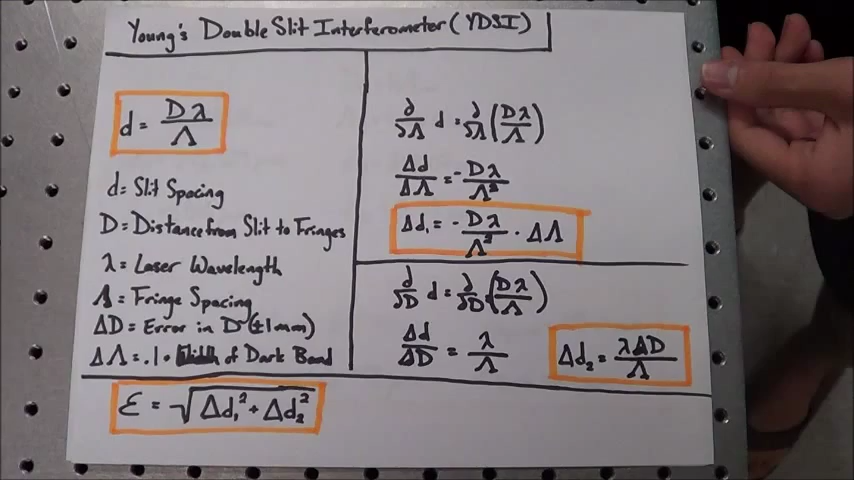 Young's Double Slit Interferometer (YDSI)
d = Dλ/Λ
d = Slit Spacing
D = Distance from Slit to Fringes
λ = Laser Wavelength
Λ = Fringe Spacing
ΔD = Error in D (±1mm)
ΔΛ = .1 · Width of Dark Band
∂/∂Λ d = ∂/∂λ (Dλ/Λ)
Δd/ΔΛ = -Dλ/Λ²
Δd₁ = -Dλ/Λ² · ΔΛ
∂/∂D d = ∂/∂D (Dλ/Λ)
Δd/ΔD = λ/Λ
Δd₂ = λΔD/Λ
ε = √(Δd₁² + Δd₂²)